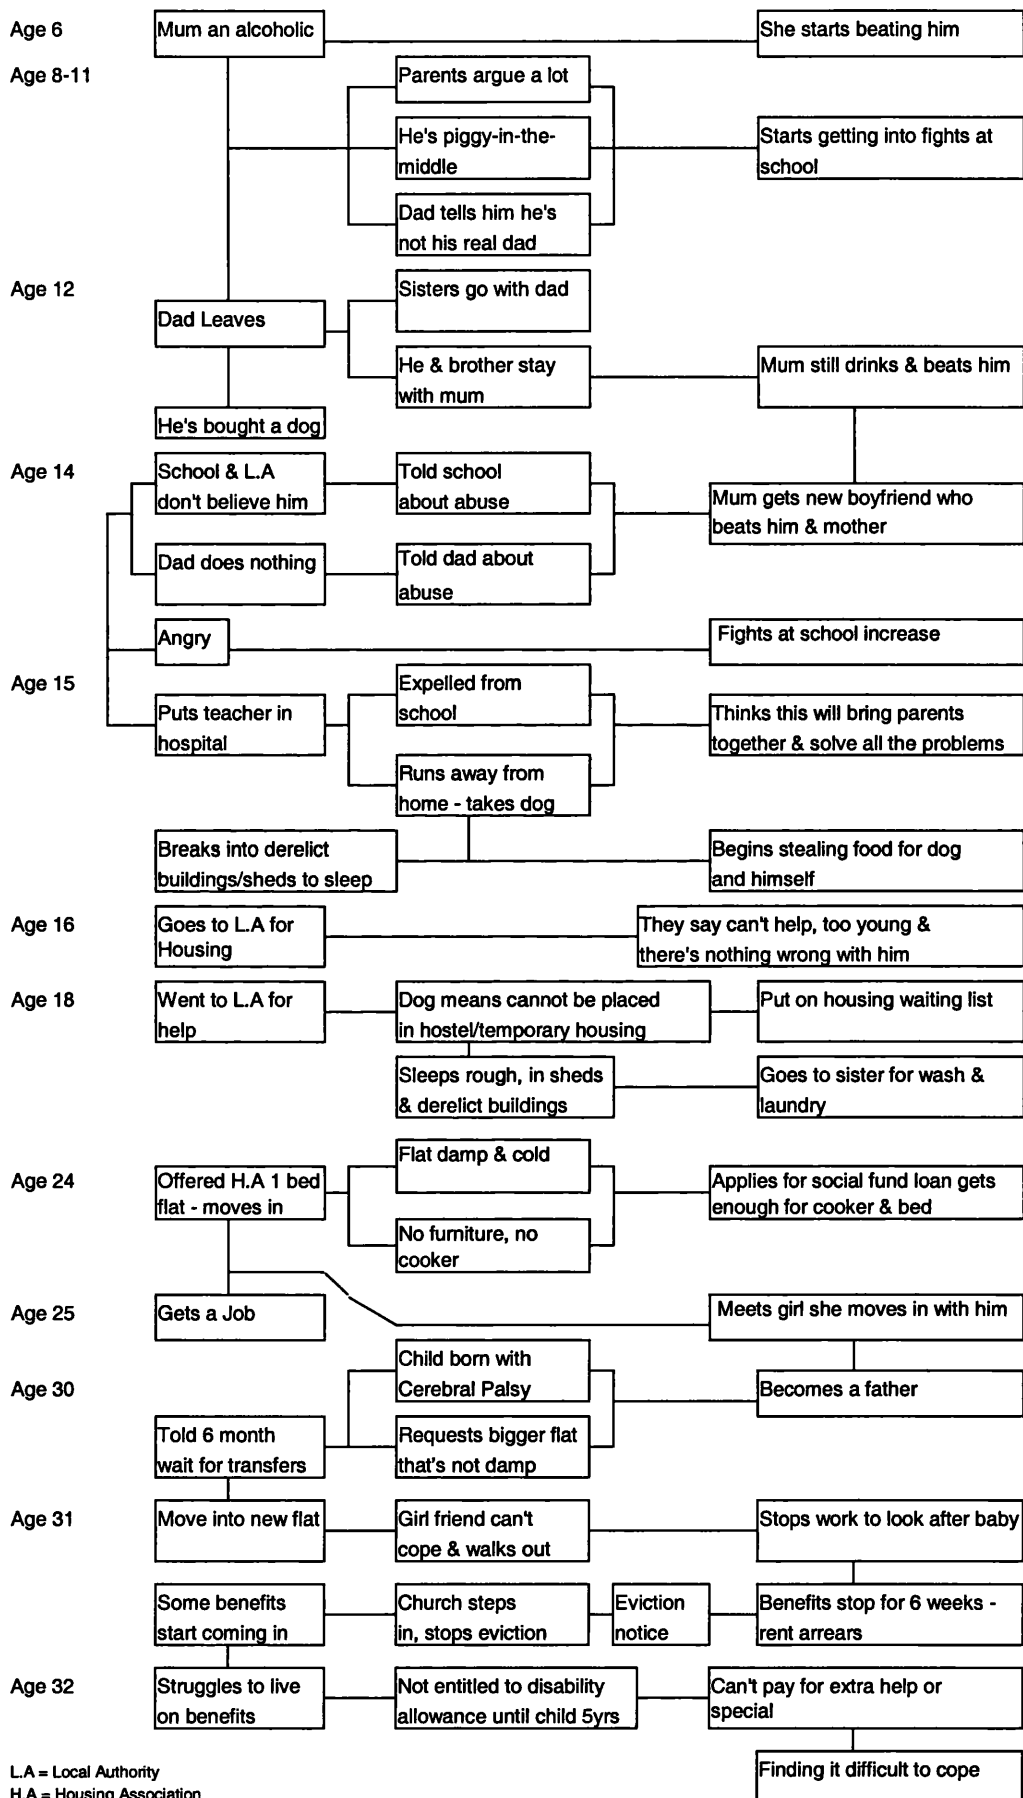 Age 6
Mum an alcoholic
She starts beating him
Age 8-11
Parents argue a lot
He's piggy-in-the-
middle
Starts getting into fights at
school
Dad tells him he's
not his real dad
Age 12
Sisters go with dad
Dad Leaves
He & brother stay
with mum
Mum still drinks & beats him
He's bought a dog
Age 14
School & L.A
don't believe him
Told school
about abuse
Mum gets new boyfriend who
beats him & mother
Dad does nothing
Told dad about
abuse
Angry
Fights at school increase
Age 15
Expelled from
school
Puts teacher in
hospital
Thinks this will bring parents
together & solve all the problems
Runs away from
home - takes dog
Breaks into derelict
buildings/sheds to sleep
Begins stealing food for dog
and himself
Age 16
Goes to L.A for
Housing
They say can't help, too young &
there's nothing wrong with him
Age 18
Went to L.A for
help
Dog means cannot be placed
in hostel/temporary housing
Put on housing waiting list
Sleeps rough, in sheds
& derelict buildings
Goes to sister for wash &
laundry
Age 24
Flat damp & cold
Offered H.A 1 bed
flat - moves in
Applies for social fund loan gets
enough for cooker & bed
No furniture, no
cooker
Age 25
Gets a Job
Meets girl she moves in with him
Age 30
Child born with
Cerebral Palsy
Becomes a father
Told 6 month
wait for transfers
Requests bigger flat
that's not damp
Age 31
Move into new flat
Girl friend can't
cope & walks out
Stops work to look after baby
Some benefits
start coming in
Church steps
in, stops eviction
Eviction
notice
Benefits stop for 6 weeks -
rent arrears
Age 32
Struggles to live
on benefits
Not entitled to disability
allowance until child 5yrs
Can't pay for extra help or
special
Finding it difficult to cope
L.A = Local Authority
H.A = Housing Association